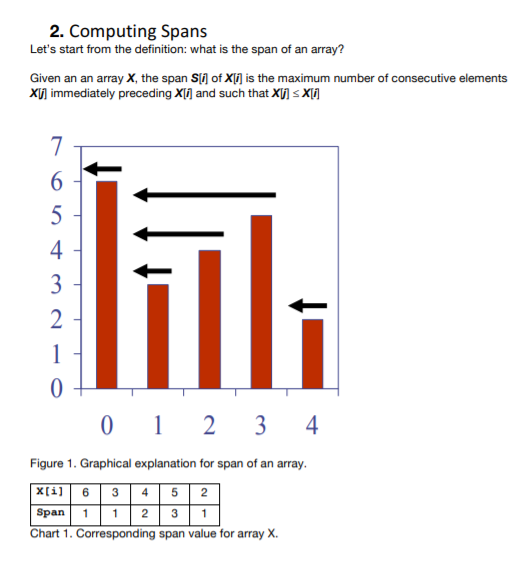 2. Computing Spans
Let's start from the definition: what is the span of an array?
Given an an array X, the span S[i] of X[i] is the maximum number of consecutive elements
X[j] immediately preceding X[i] and such that X[j] ≤ X[i]
7
6
5
4
3
2
1
0
0 1 2 3 4
Figure 1. Graphical explanation for span of an array.
X[i] 6 3 4 5 2
Span 1 1 2 3 1
Chart 1. Corresponding span value for array X.